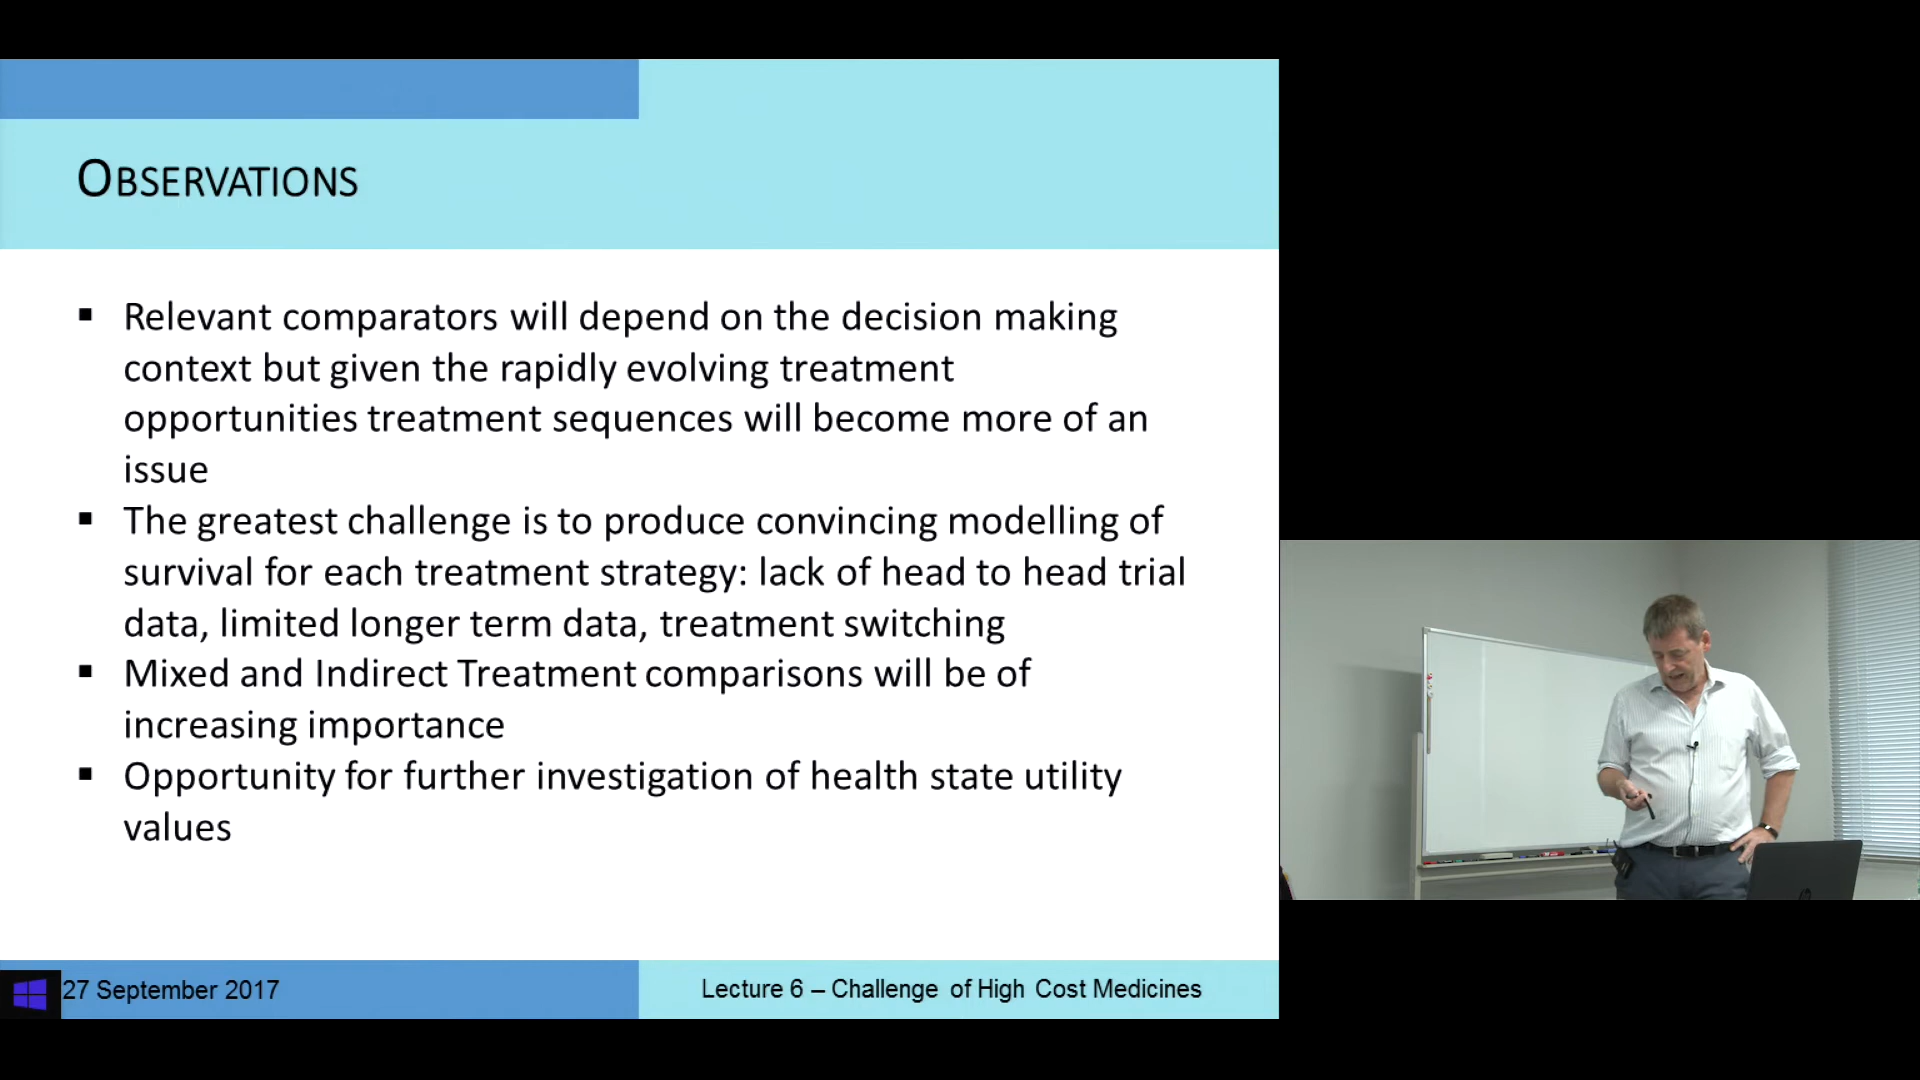 OBSERVATIONS
▪ Relevant comparators will depend on the decision making
context but given the rapidly evolving treatment
opportunities treatment sequences will become more of an
issue
▪ The greatest challenge is to produce convincing modelling of
survival for each treatment strategy: lack of head to head trial
data, limited longer term data, treatment switching
▪ Mixed and Indirect Treatment comparisons will be of
increasing importance
▪ Opportunity for further investigation of health state utility
values
27 September 2017
Lecture 6 – Challenge of High Cost Medicines